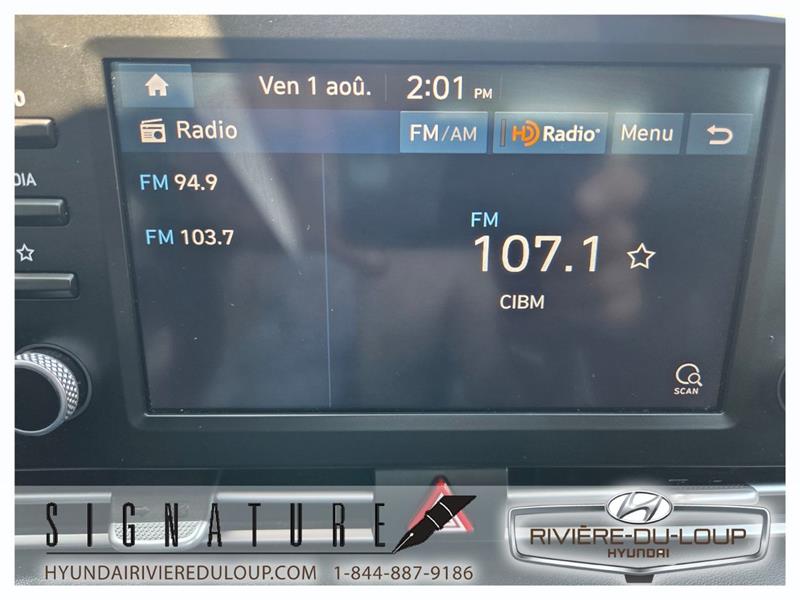 Ven 1 aoû. 2:01 PM
Radio FM/AM HD Radio Menu
FM 94.9
FM 103.7
DIA
FM
107.1
CIBM
SCAN
SIGNATURE
HYUNDAIRIVIEREDULOUP.COM 1-844-887-9186
RIVIÈRE-DU-LOUP
HYUNDAI